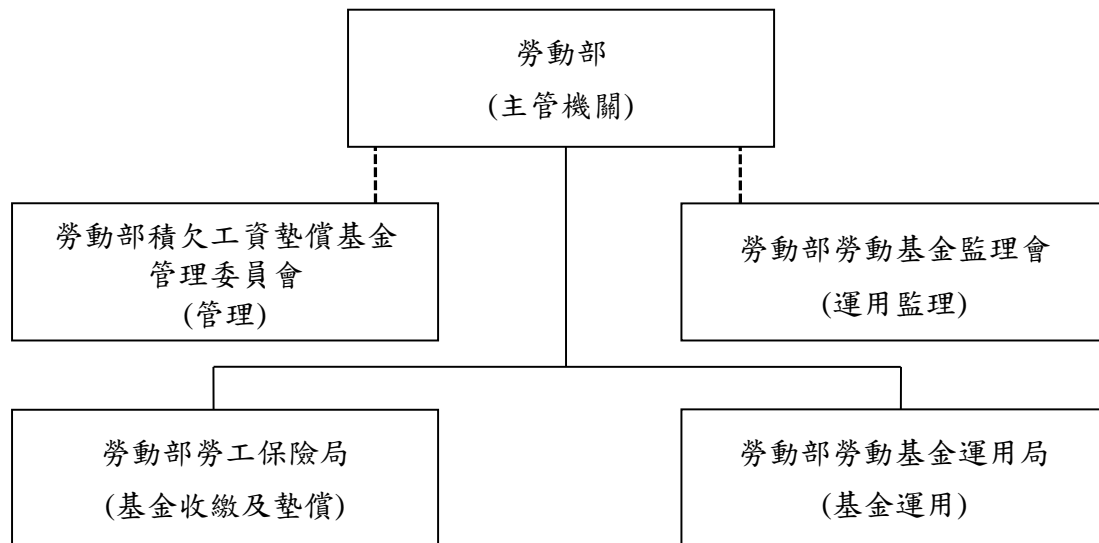 勞動部
(主管機關)
勞動部積欠工資墊償基金
管理委員會
(管理)
勞動部勞動基金監理會
(運用監理)
勞動部勞工保險局
(基金收繳及墊償)
勞動部勞動基金運用局
(基金運用)